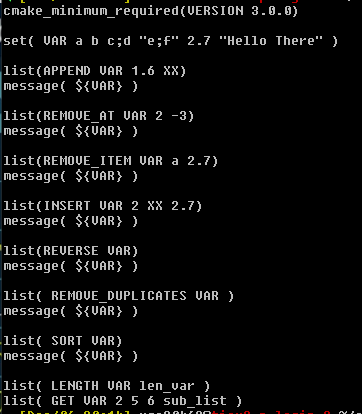 cmake_minimum_required(VERSION 3.0.0)
set( VAR a b c;d "e;f" 2.7 "Hello There" )
list(APPEND VAR 1.6 XX)
message( ${VAR} )
list(REMOVE_AT VAR 2 -3)
message( ${VAR} )
list(REMOVE_ITEM VAR a 2.7)
message( ${VAR} )
list(INSERT VAR 2 XX 2.7)
message( ${VAR} )
list(REVERSE VAR)
message( ${VAR} )
list( REMOVE_DUPLICATES VAR )
message( ${VAR} )
list( SORT VAR)
message( ${VAR} )
list( LENGTH VAR len_var )
list( GET VAR 2 5 6 sub_list )